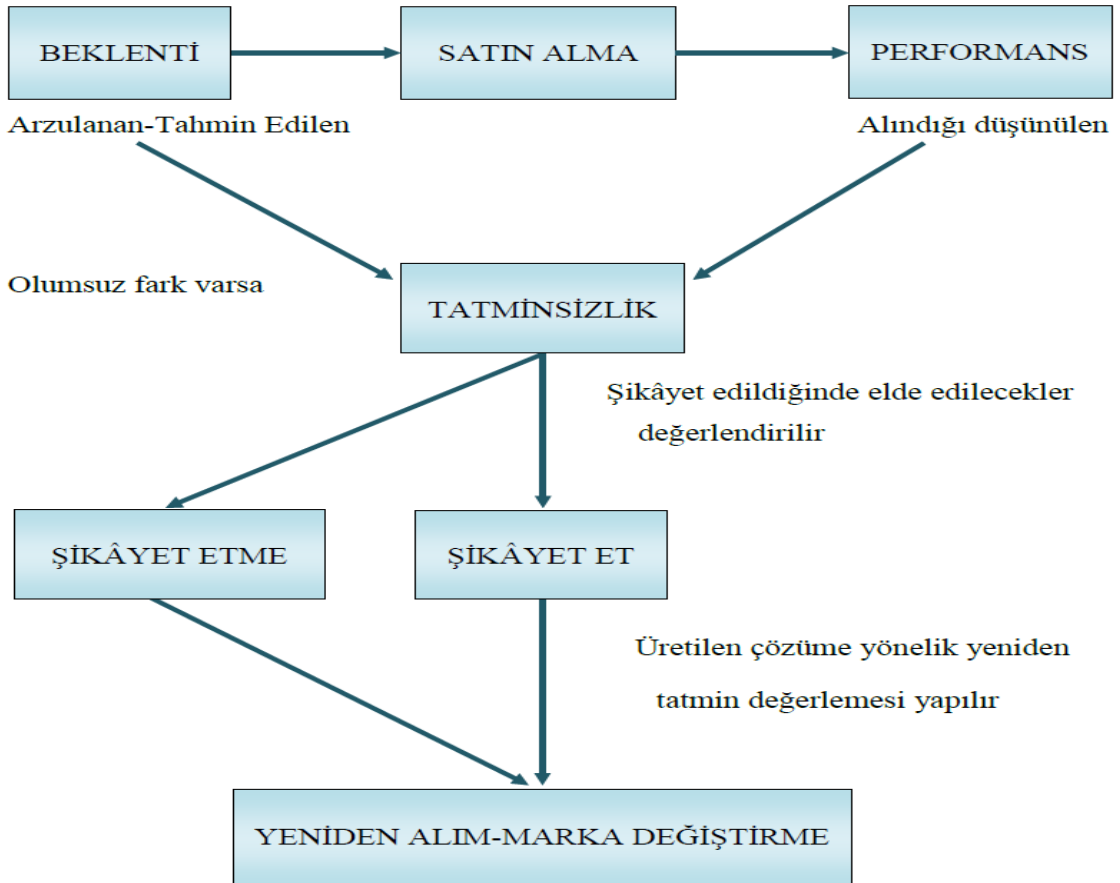 BEKLENTİ
SATIN ALMA
PERFORMANS
Arzulanan-Tahmin Edilen
Alındığı düşünülen
Olumsuz fark varsa
TATMİNSİZLİK
Şikâyet edildiğinde elde edilecekler
değerlendirilir
ŞİKÂYET ETME
ŞİKÂYET ET
Üretilen çözüme yönelik yeniden
tatmin değerlemesi yapılır
YENİDEN ALIM-MARKA DEĞİŞTİRME